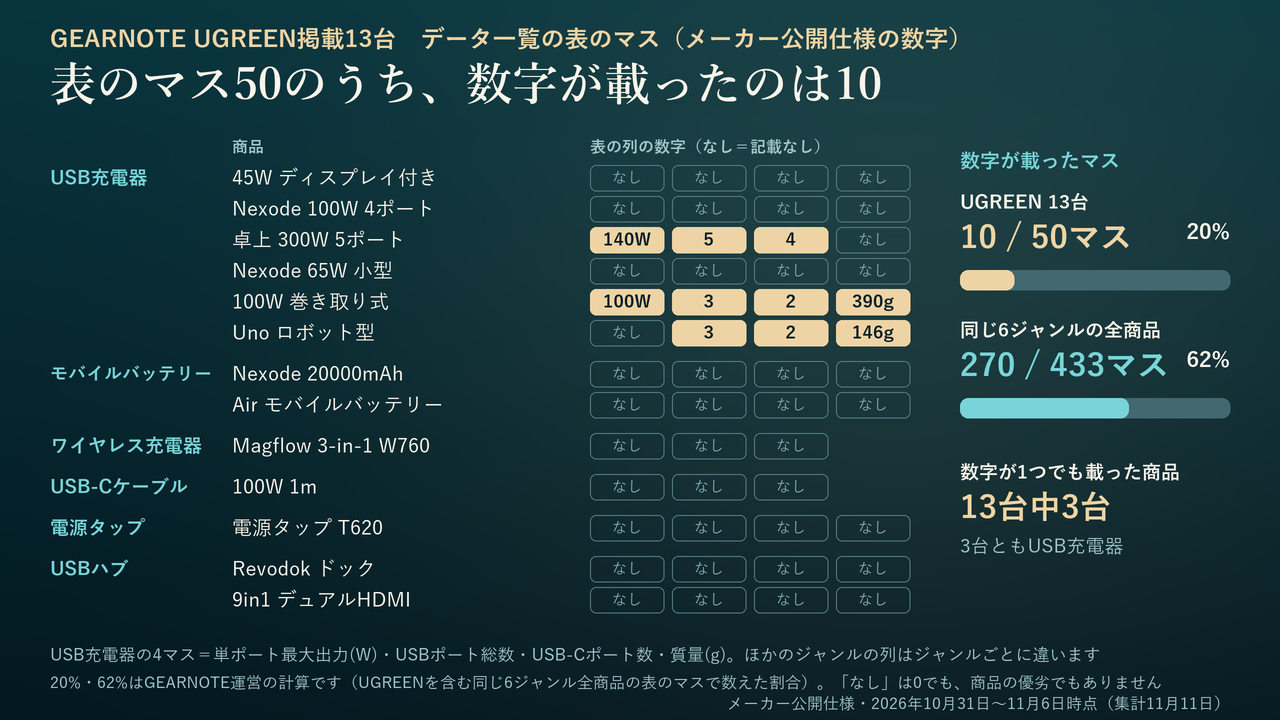 GEARNOTE UGREEN掲載13台　データ一覧の表のマス（メーカー公開仕様の数字）
表のマス50のうち、数字が載ったのは10
商品 表の列の数字（なし＝記載なし）
USB充電器 45W ディスプレイ付き なし なし なし なし
Nexode 100W 4ポート なし なし なし なし
卓上 300W 5ポート 140W 5 4 なし
Nexode 65W 小型 なし なし なし なし
100W 巻き取り式 100W 3 2 390g
Uno ロボット型 なし 3 2 146g
モバイルバッテリー Nexode 20000mAh なし なし なし なし
Air モバイルバッテリー なし なし なし なし
ワイヤレス充電器 Magflow 3-in-1 W760 なし なし なし
USB-Cケーブル 100W 1m なし なし なし
電源タップ 電源タップ T620 なし なし なし なし
USBハブ Revodok ドック なし なし なし なし
9in1 デュアルHDMI なし なし なし なし
数字が載ったマス
UGREEN 13台
10 / 50マス 20%
同じ6ジャンルの全商品
270 / 433マス 62%
数字が1つでも載った商品
13台中3台
3台ともUSB充電器
USB充電器の4マス＝単ポート最大出力(W)・USBポート総数・USB-Cポート数・質量(g)。ほかのジャンルの列はジャンルごとに違います
20%・62%はGEARNOTE運営の計算です（UGREENを含む同じ6ジャンル全商品の表のマスで数えた割合）。「なし」は0でも、商品の優劣でもありません
メーカー公開仕様・2026年10月31日〜11月6日時点（集計11月11日）